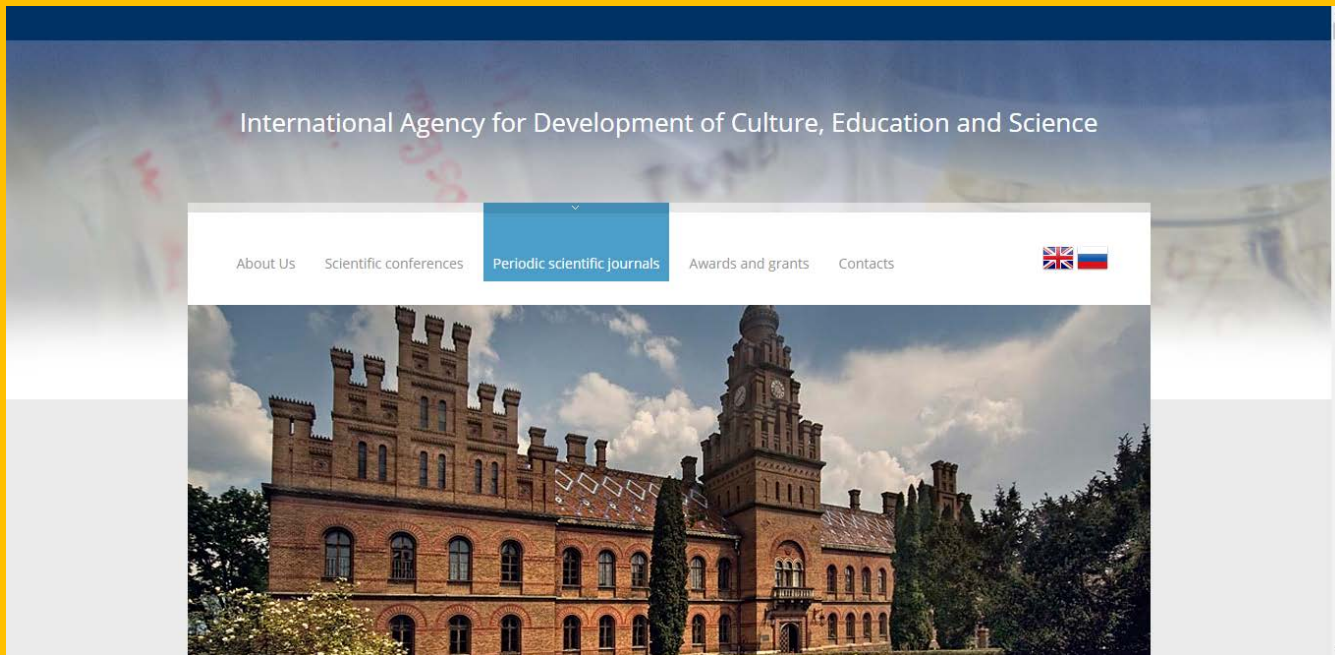 International Agency for Development of Culture, Education and Science
About Us Scientific conferences Periodic scientific journals Awards and grants Contacts